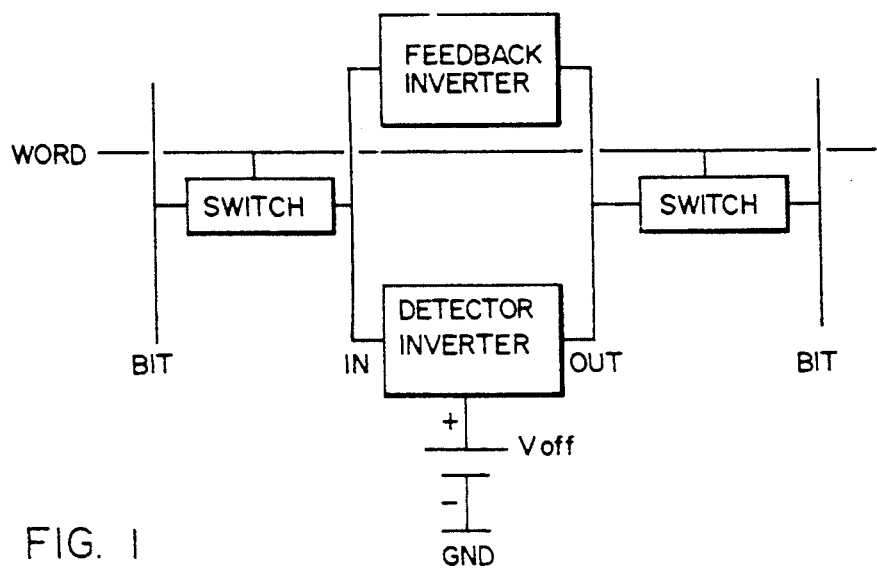 FEEDBACK
INVERTER
WORD
SWITCH
SWITCH
DETECTOR
INVERTER
BIT
IN
OUT
BIT
+
Voff
-
GND
FIG. 1